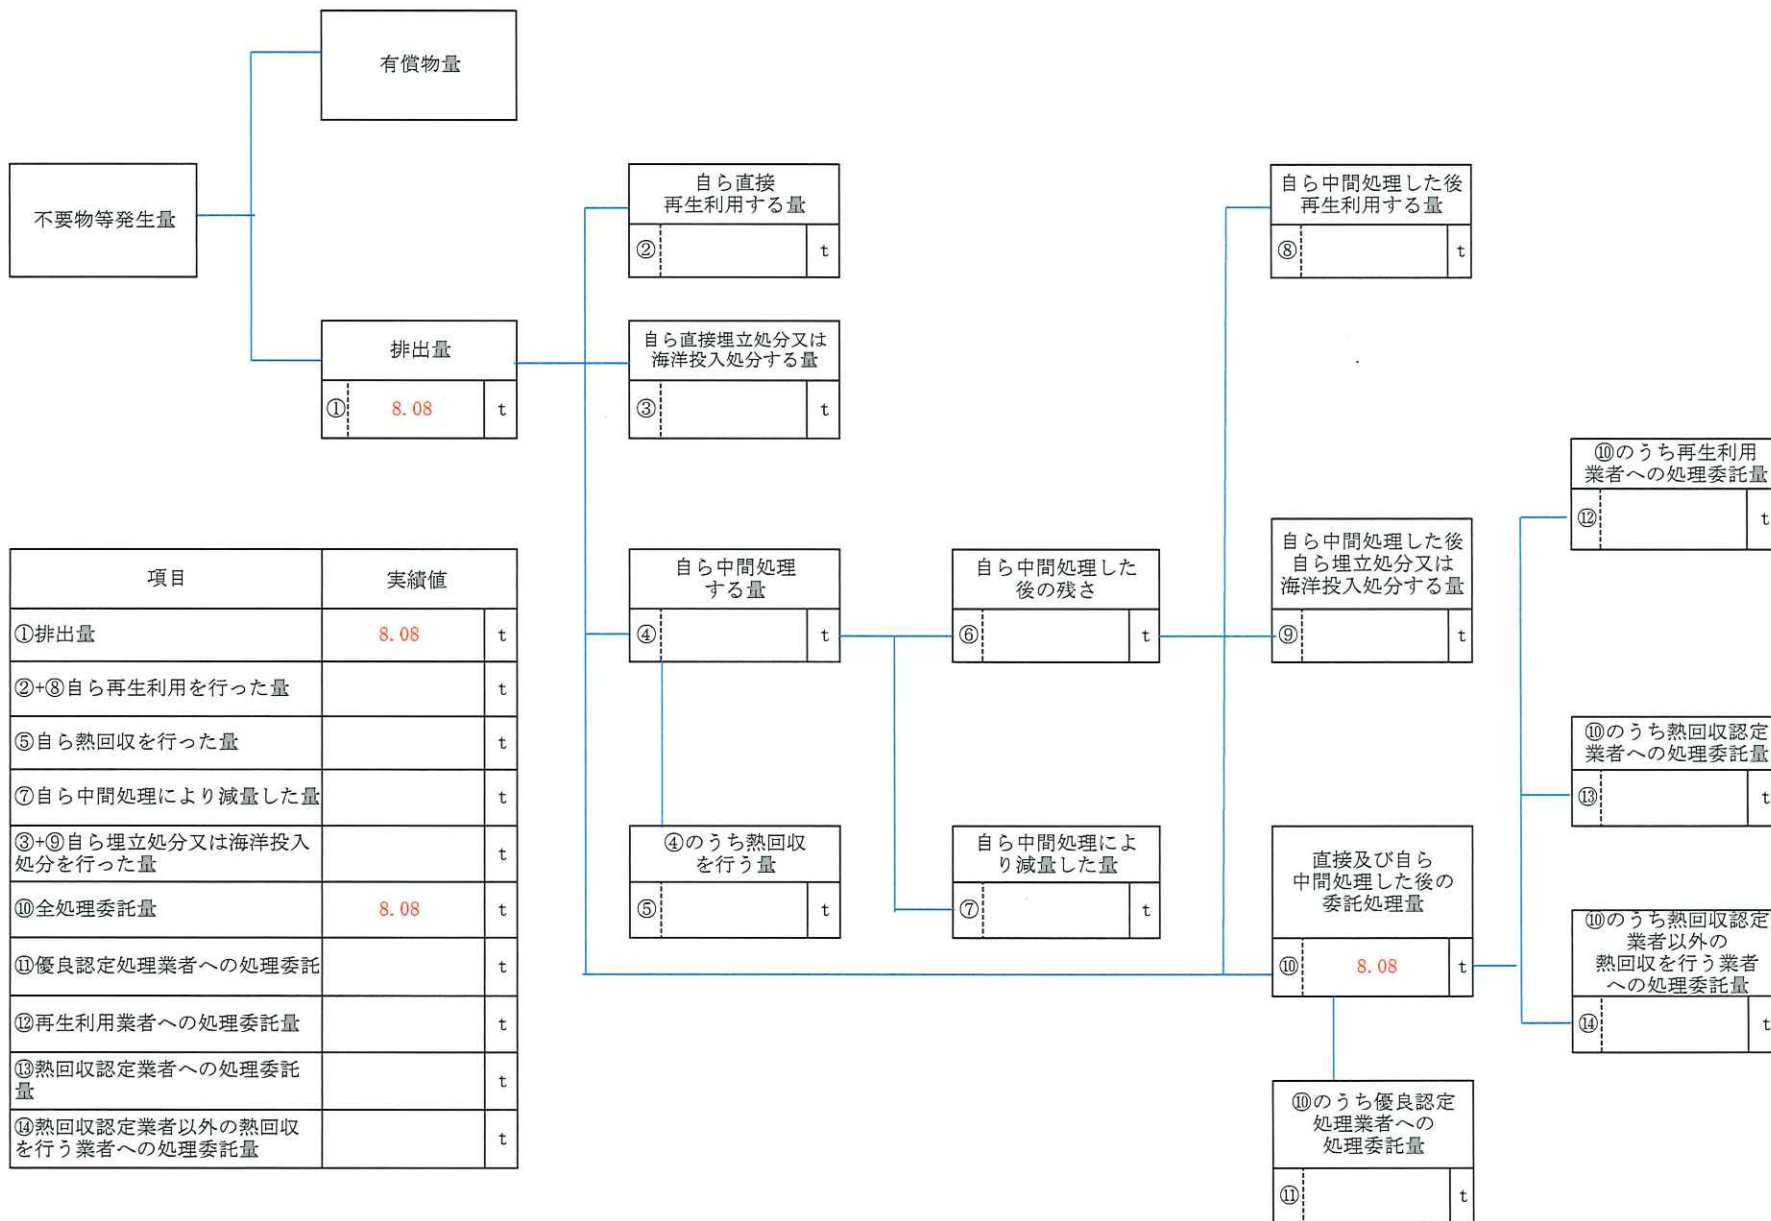 有償物量
不要物等発生量
排出量
① 8.08 t
自ら直接
再生利用する量
② t
自ら直接埋立処分又は
海洋投入処分する量
③ t
自ら中間処理
する量
④ t
④のうち熱回収
を行う量
⑤ t
自ら中間処理した
後の残さ
⑥ t
自ら中間処理によ
り減量した量
⑦ t
自ら中間処理した後
再生利用する量
⑧ t
自ら中間処理した後
自ら埋立処分又は
海洋投入処分する量
⑨ t
直接及び自ら
中間処理した後の
委託処理量
⑩ 8.08 t
⑩のうち優良認定
処理業者への
処理委託量
⑪ t
⑩のうち再生利用
業者への処理委託量
⑫ t
⑩のうち熱回収認定
業者への処理委託量
⑬ t
⑩のうち熱回収認定
業者以外の
熱回収を行う業者
への処理委託量
⑭ t
項目 実績値
①排出量 8.08 t
②+⑧自ら再生利用を行った量 t
⑤自ら熱回収を行った量 t
⑦自ら中間処理により減量した量 t
③+⑨自ら埋立処分又は海洋投入
処分を行った量 t
⑩全処理委託量 8.08 t
⑪優良認定処理業者への処理委託 t
⑫再生利用業者への処理委託量 t
⑬熱回収認定業者への処理委託
量 t
⑭熱回収認定業者以外の熱回収
を行う業者への処理委託量 t